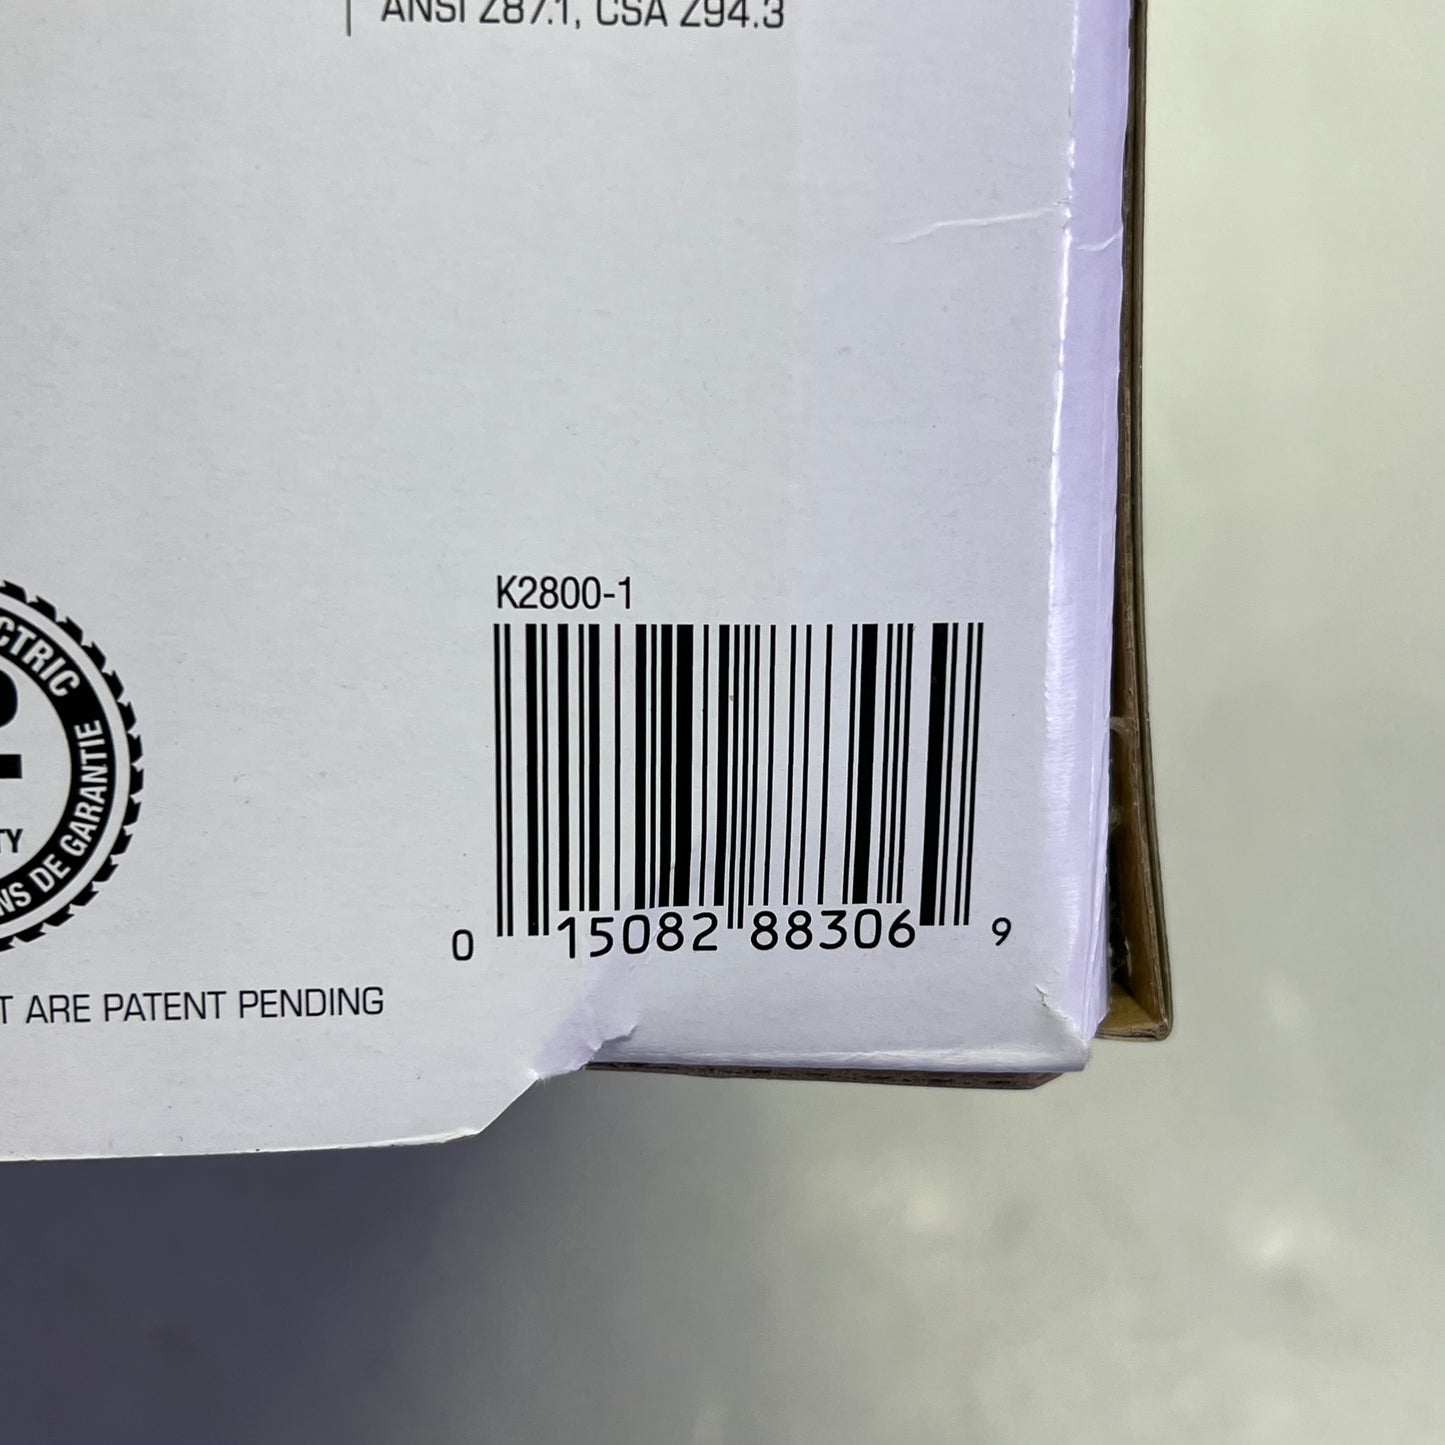 ANSI Z87.1, CSA Z94.3
K2800-1
CTRIC
TY
NS DE GARANTIE
0 15082 88306 9
T ARE PATENT PENDING